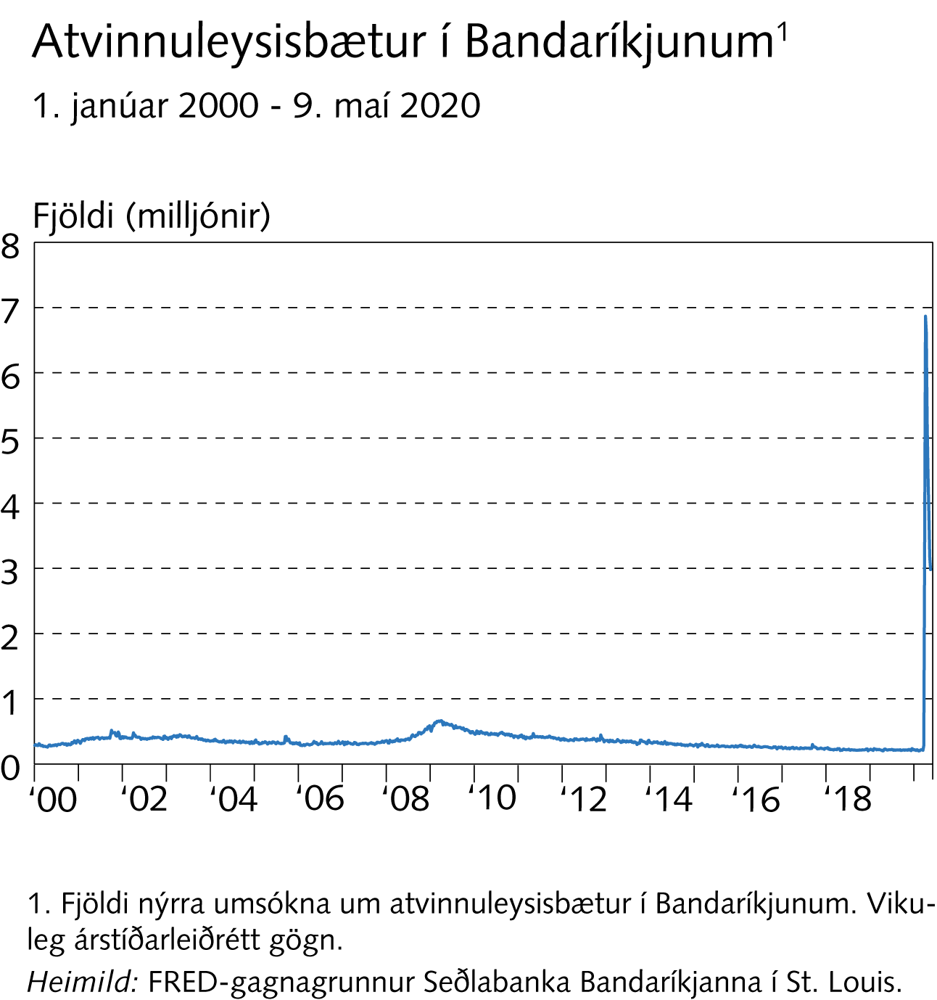 Atvinnuleysisbætur í Bandaríkjunum¹
1. janúar 2000 - 9. maí 2020
Fjöldi (milljónir)
8
7
6
5
4
3
2
1
0
‘00 ‘02 ‘04 ‘06 ‘08 ‘10 ‘12 ‘14 ‘16 ‘18
1. Fjöldi nýrra umsókna um atvinnuleysisbætur í Bandaríkjunum. Viku-
leg árstíðarleiðrétt gögn.
Heimild: FRED-gagnagrunnur Seðlabanka Bandaríkjanna í St. Louis.